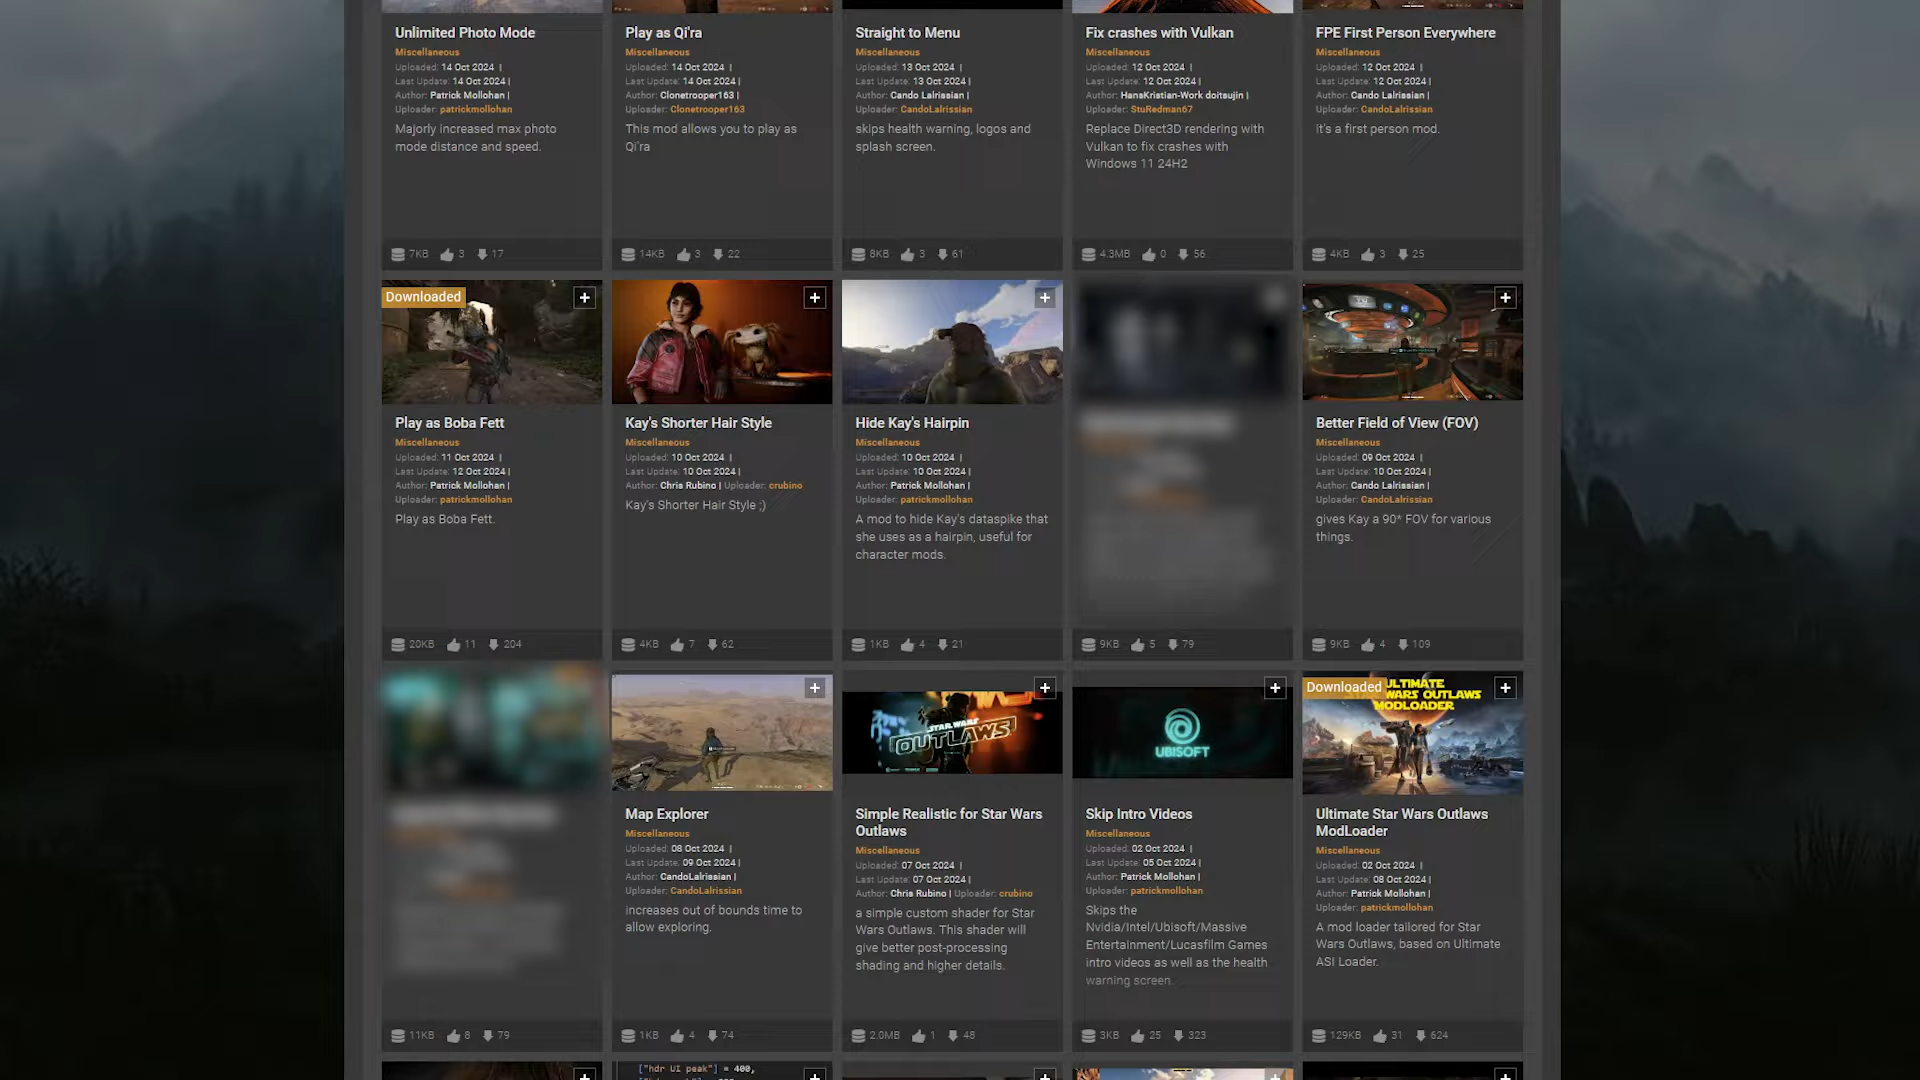 Unlimited Photo Mode
Miscellaneous
Uploaded: 14 Oct 2024 |
Last Update: 14 Oct 2024 |
Author: Patrick Mollohan |
Uploader: patrickmollohan
Majorly increased max photo
mode distance and speed.
7KB 3 17
Play as Qi'ra
Miscellaneous
Uploaded: 14 Oct 2024 |
Last Update: 14 Oct 2024 |
Author: Clonetrooper163 |
Uploader: Clonetrooper163
This mod allows you to play as
Qi'ra
14KB 3 22
Straight to Menu
Miscellaneous
Uploaded: 13 Oct 2024 |
Last Update: 13 Oct 2024 |
Author: Cando Lalrissian |
Uploader: CandoLalrissian
skips health warning, logos and
splash screen.
8KB 3 61
Fix crashes with Vulkan
Miscellaneous
Uploaded: 12 Oct 2024 |
Last Update: 12 Oct 2024 |
Author: HansKristian-Work doitsujin |
Uploader: StuRedman67
Replace Direct3D rendering with
Vulkan to fix crashes with
Windows 11 24H2
4.3MB 0 56
FPE First Person Everywhere
Miscellaneous
Uploaded: 12 Oct 2024 |
Last Update: 12 Oct 2024 |
Author: Cando Lalrissian |
Uploader: CandoLalrissian
it's a first person mod.
4KB 3 25
Downloaded
Play as Boba Fett
Miscellaneous
Uploaded: 11 Oct 2024 |
Last Update: 12 Oct 2024 |
Author: Patrick Mollohan |
Uploader: patrickmollohan
Play as Boba Fett.
20KB 11 204
Kay's Shorter Hair Style
Miscellaneous
Uploaded: 10 Oct 2024 |
Last Update: 10 Oct 2024 |
Author: Chris Rubino | Uploader: crubino
Kay's Shorter Hair Style ;)
4KB 7 62
Hide Kay's Hairpin
Miscellaneous
Uploaded: 10 Oct 2024 |
Last Update: 10 Oct 2024 |
Author: Patrick Mollohan |
Uploader: patrickmollohan
A mod to hide Kay's dataspike that
she uses as a hairpin, useful for
character mods.
1KB 4 21
9KB 5 79
Better Field of View (FOV)
Miscellaneous
Uploaded: 09 Oct 2024 |
Last Update: 10 Oct 2024 |
Author: Cando Lalrissian |
Uploader: CandoLalrissian
gives Kay a 90* FOV for various
things.
9KB 4 109
11KB 8 79
Map Explorer
Miscellaneous
Uploaded: 08 Oct 2024 |
Last Update: 09 Oct 2024 |
Author: CandoLalrissian |
Uploader: CandoLalrissian
increases out of bounds time to
allow exploring.
1KB 4 74
STAR WARS
OUTLAWS
Simple Realistic for Star Wars
Outlaws
Miscellaneous
Uploaded: 07 Oct 2024 |
Last Update: 07 Oct 2024 |
Author: Chris Rubino | Uploader: crubino
a simple custom shader for Star
Wars Outlaws. This shader will
give better post-processing
shading and higher details.
2.0MB 1 48
UBISOFT
Skip Intro Videos
Miscellaneous
Uploaded: 02 Oct 2024 |
Last Update: 05 Oct 2024 |
Author: Patrick Mollohan |
Uploader: patrickmollohan
Skips the
Nvidia/Intel/Ubisoft/Massive
Entertainment/Lucasfilm Games
intro videos as well as the health
warning screen.
3KB 25 323
Downloaded
ULTIMATE
WARS OUTLAWS
MODLOADER
Ultimate Star Wars Outlaws
ModLoader
Miscellaneous
Uploaded: 02 Oct 2024 |
Last Update: 08 Oct 2024 |
Author: Patrick Mollohan |
Uploader: patrickmollohan
A mod loader tailored for Star
Wars Outlaws, based on Ultimate
ASI Loader.
129KB 31 624
["hdr UI peak"] = 400,